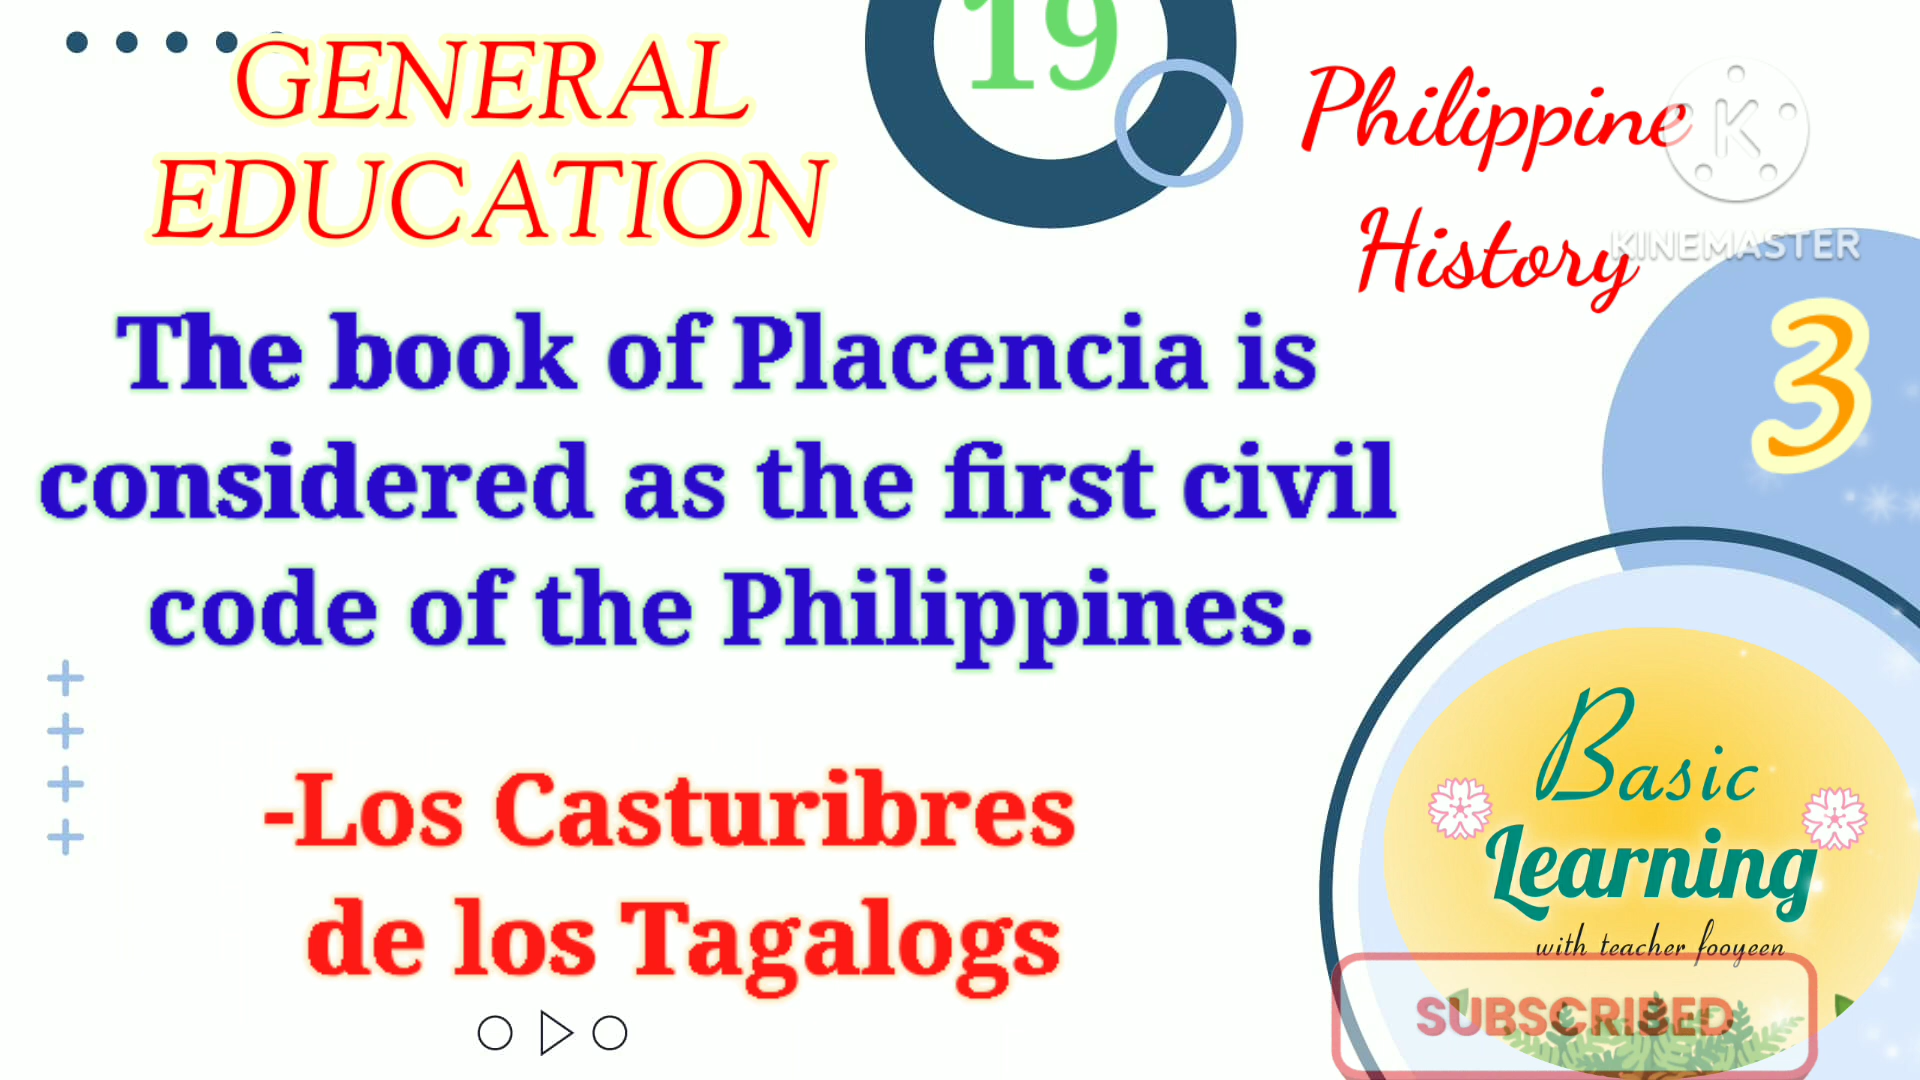 GENERAL
EDUCATION
19
Philippine
History
KINEMASTER
3
The book of Placencia is
considered as the first civil
code of the Philippines.
-Los Casturibres
de los Tagalogs
Basic
Learning
with teacher fooyeen
SUBSCRIBED